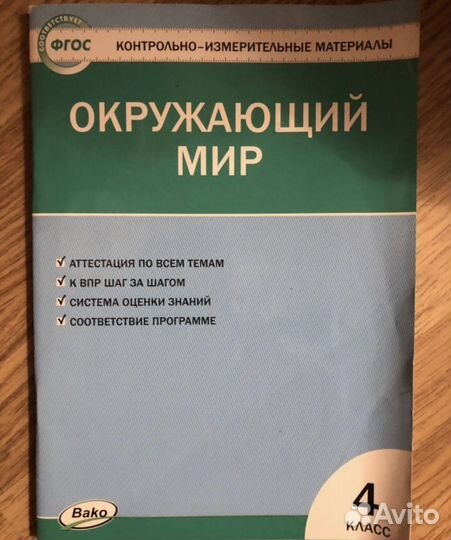 СООТВЕТСТВУЕТ
ФГОС
КОНТРОЛЬНО-ИЗМЕРИТЕЛЬНЫЕ МАТЕРИАЛЫ
ОКРУЖАЮЩИЙ
МИР
АТТЕСТАЦИЯ ПО ВСЕМ ТЕМАМ
К ВПР ШАГ ЗА ШАГОМ
СИСТЕМА ОЦЕНКИ ЗНАНИЙ
СООТВЕТСТВИЕ ПРОГРАММЕ
4
КЛАСС
Bako
Avito